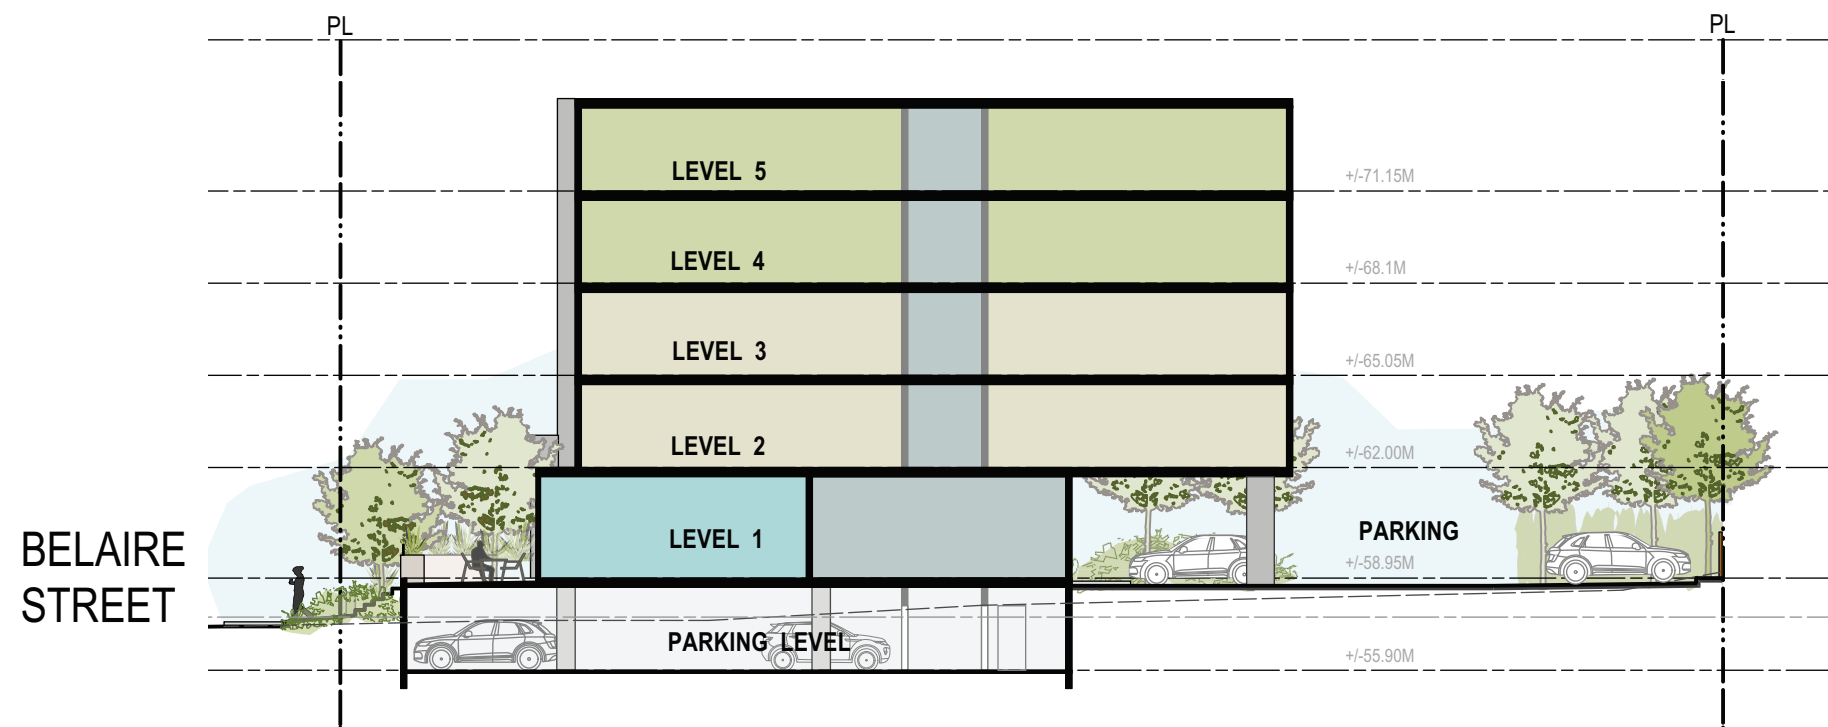 PL
PL
LEVEL 5
+/-71.15M
LEVEL 4
+/-68.1M
LEVEL 3
+/-65.05M
LEVEL 2
+/-62.00M
BELAIRE
STREET
LEVEL 1
PARKING
+/-58.95M
PARKING LEVEL
+/-55.90M